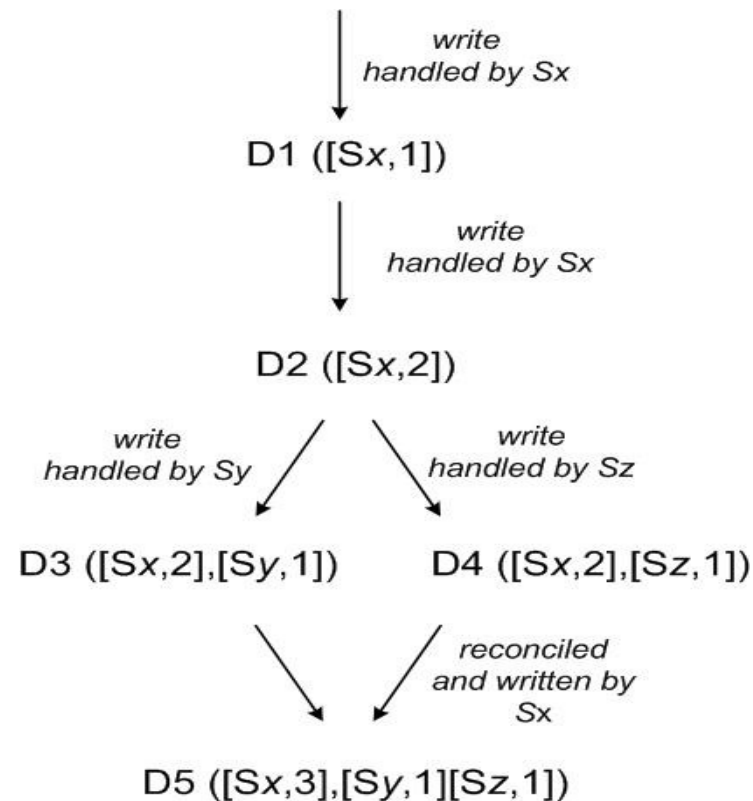 write
handled by Sx
D1 ([Sx,1])
write
handled by Sx
D2 ([Sx,2])
write
handled by Sy
write
handled by Sz
D3 ([Sx,2],[Sy,1])
D4 ([Sx,2],[Sz,1])
reconciled
and written by
Sx
D5 ([Sx,3],[Sy,1][Sz,1])